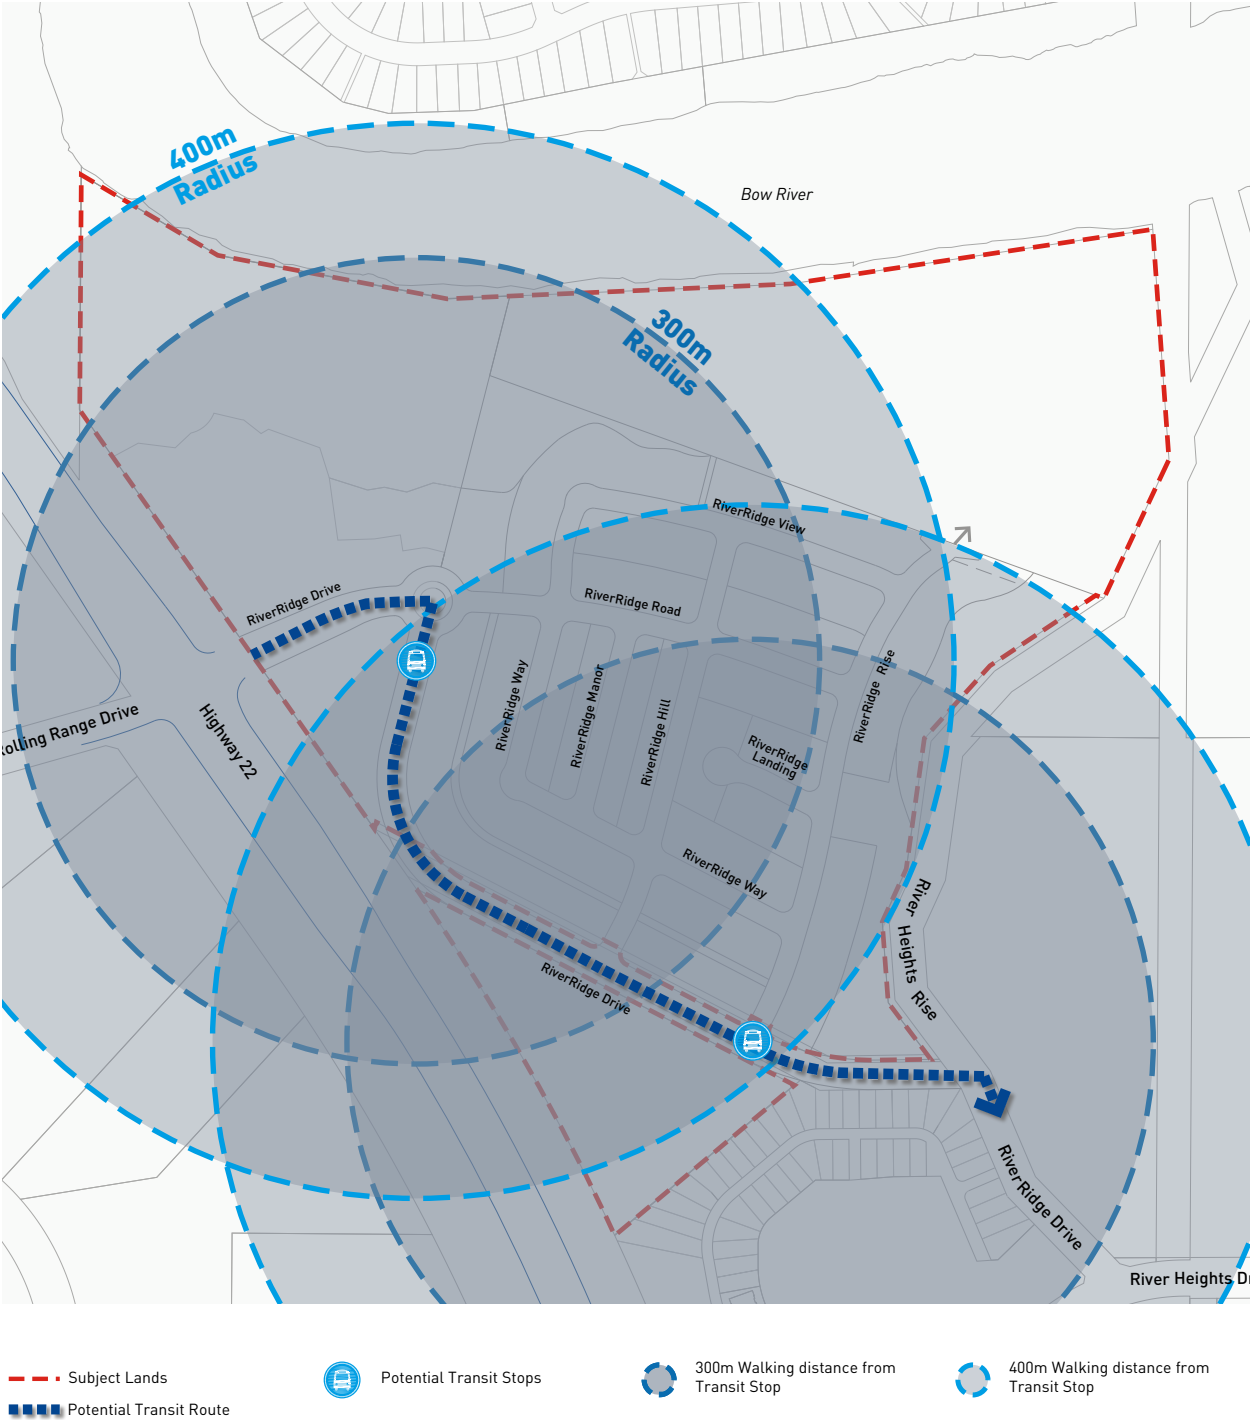 400m
Radius
Bow River
300m
Radius
RiverRidge View
RiverRidge Drive
RiverRidge Road
RiverRidge Way
RiverRidge Manor
RiverRidge Hill
RiverRidge Rise
Rolling Range Drive
Highway 22
RiverRidge
Landing
RiverRidge Way
River Heights Rise
RiverRidge Drive
RiverRidge Drive
River Heights Dr
Subject Lands
Potential Transit Stops
300m Walking distance from
Transit Stop
400m Walking distance from
Transit Stop
Potential Transit Route